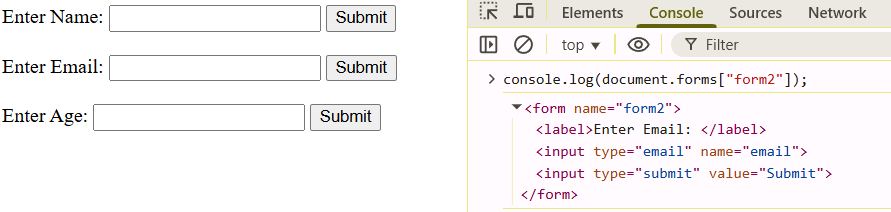 Enter Name: Submit
Enter Email: Submit
Enter Age: Submit
Elements Console Sources Network
top ▼ Filter
> console.log(document.forms["form2"]);
▼<form name="form2">
<label>Enter Email: </label>
<input type="email" name="email">
<input type="submit" value="Submit">
</form>